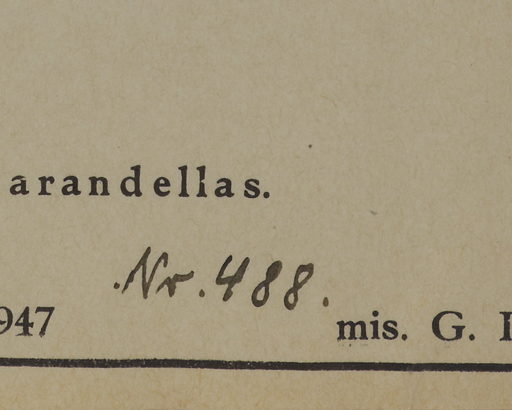 arandellas.
Nr. 488.
947 mis. G.